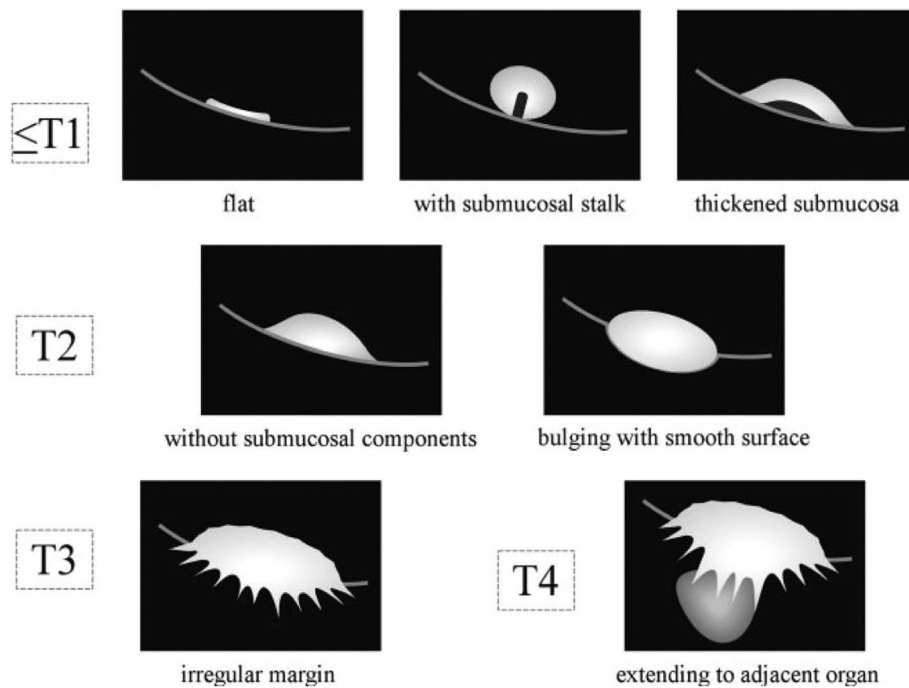 ≤T1
flat
with submucosal stalk
thickened submucosa
T2
without submucosal components
bulging with smooth surface
T3
irregular margin
T4
extending to adjacent organ